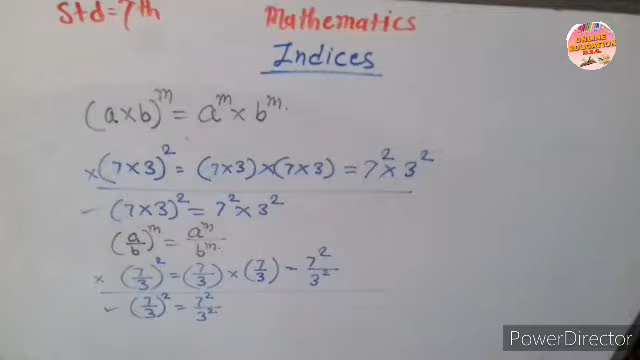 Std = 7th
Mathematics
ONLINE
EDUCATION
Indices
(a×b)^m = a^m × b^m.
×(7×3)^2 = (7×3)×(7×3) = 7^2 × 3^2
- (7×3)^2 = 7^2 × 3^2
(a/b)^m = a^m/b^m.
× (7/3)^2 = (7/3) × (7/3) - 7^2/3^2
- (7/3)^2 = 7^2/3^2
PowerDirector